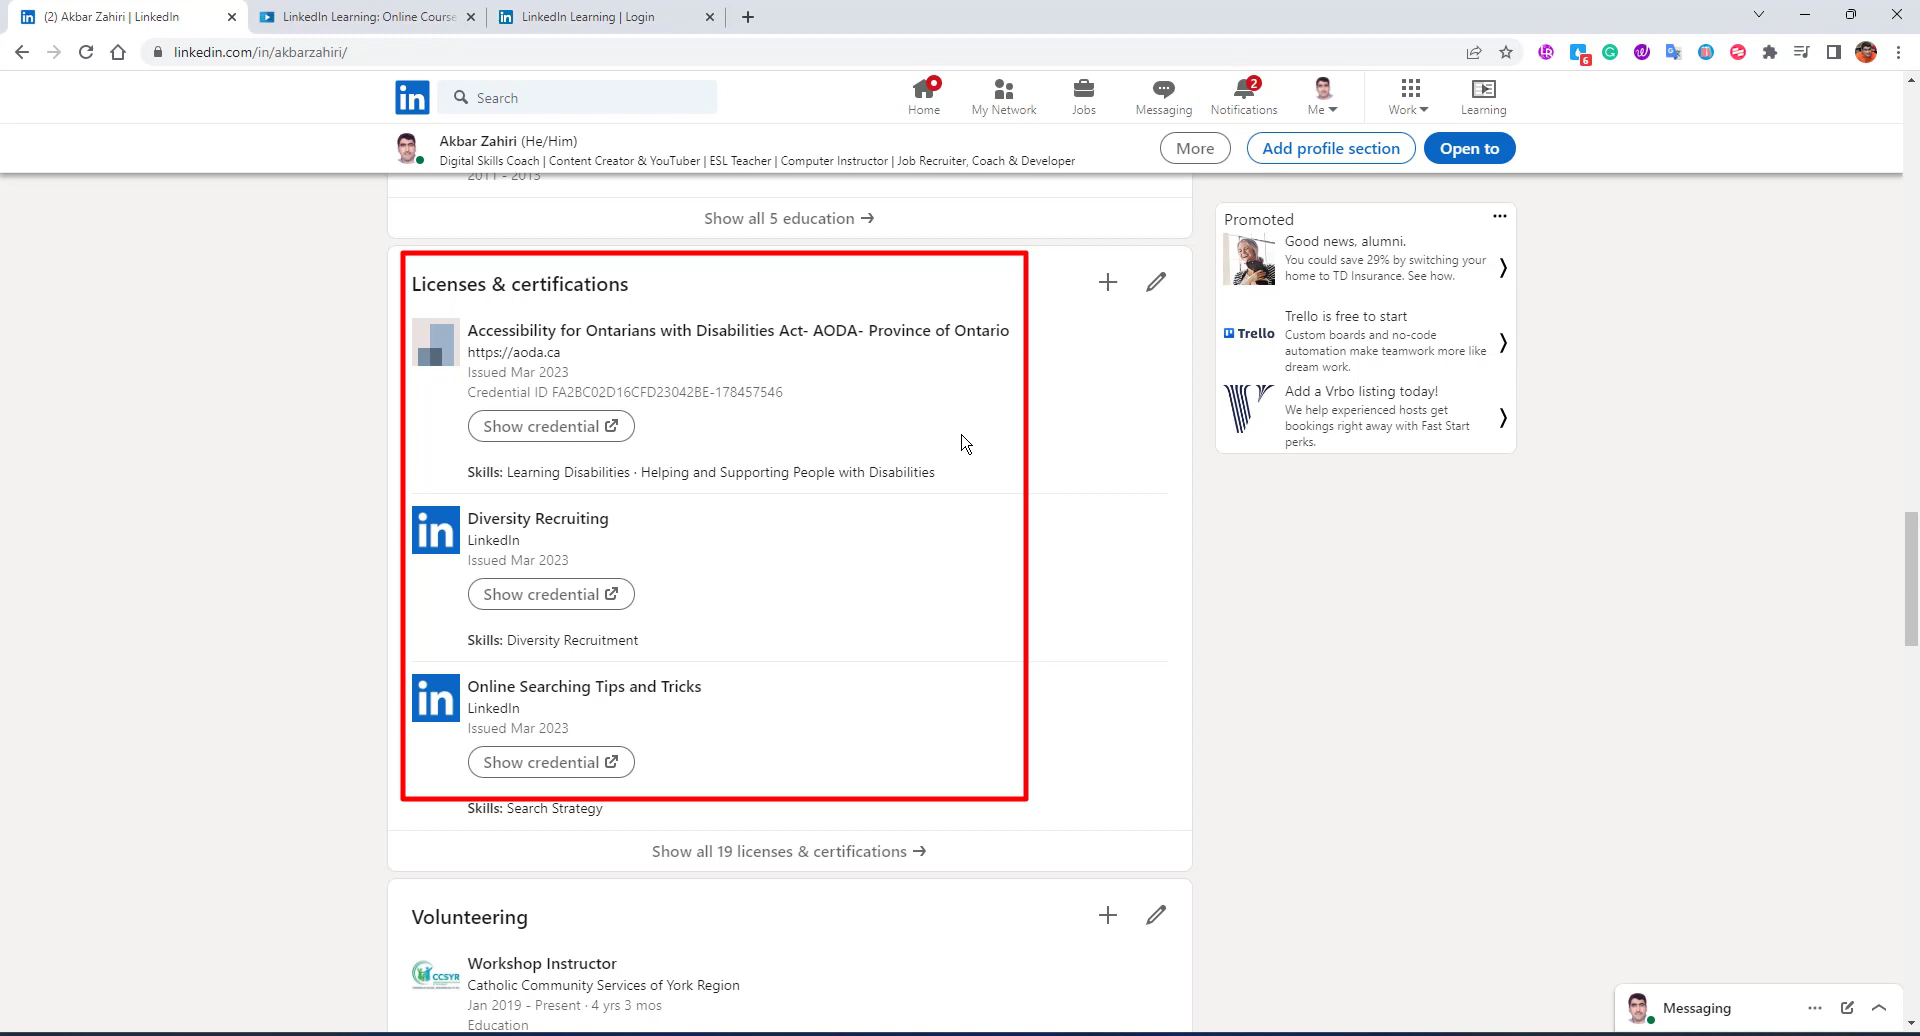 (2) Akbar Zahiri | LinkedIn
LinkedIn Learning: Online Course
LinkedIn Learning | Login
linkedin.com/in/akbarzahiri/
6
in
Search
Home
My Network
Jobs
Messaging
2
Notifications
Me
Work
Learning
Akbar Zahiri (He/Him)
Digital Skills Coach | Content Creator & YouTuber | ESL Teacher | Computer Instructor | Job Recruiter, Coach & Developer
More
Add profile section
Open to
2011 - 2013
Show all 5 education →
Licenses & certifications
Accessibility for Ontarians with Disabilities Act- AODA- Province of Ontario
https://aoda.ca
Issued Mar 2023
Credential ID FA2BC02D16CFD23042BE-178457546
Show credential
Skills: Learning Disabilities · Helping and Supporting People with Disabilities
in
Diversity Recruiting
LinkedIn
Issued Mar 2023
Show credential
Skills: Diversity Recruitment
in
Online Searching Tips and Tricks
LinkedIn
Issued Mar 2023
Show credential
Skills: Search Strategy
Show all 19 licenses & certifications →
Volunteering
CCSYR
Workshop Instructor
Catholic Community Services of York Region
Jan 2019 - Present · 4 yrs 3 mos
Education
Promoted
Good news, alumni.
You could save 29% by switching your
home to TD Insurance. See how.
Trello
Trello is free to start
Custom boards and no-code
automation make teamwork more like
dream work.
Add a Vrbo listing today!
We help experienced hosts get
bookings right away with Fast Start
perks.
Messaging